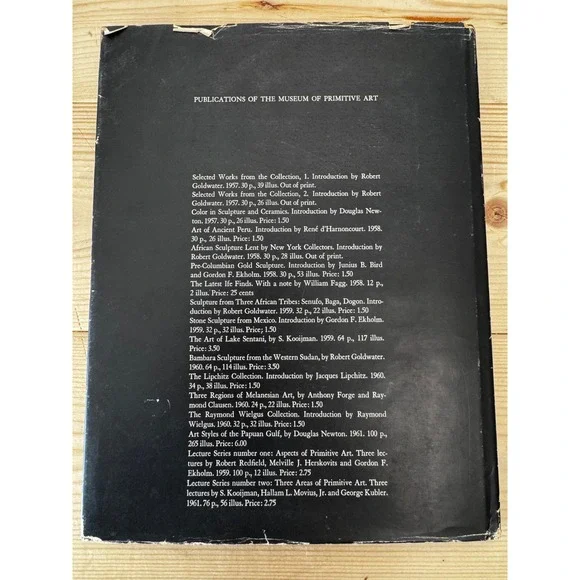 PUBLICATIONS OF THE MUSEUM OF PRIMITIVE ART
Selected Works from the Collection, 1. Introduction by Robert
Goldwater. 1957. 30 p., 39 illus. Out of print.
Selected Works from the Collection, 2. Introduction by Robert
Goldwater. 1957. 30 p., 26 illus. Out of print.
Color in Sculpture and Ceramics. Introduction by Douglas New-
ton. 1957. 30 p., 26 illus. Price: 1.50
Art of Ancient Peru. Introduction by René d'Harnoncourt. 1958.
30 p., 26 illus. Price: 1.50
African Sculpture Lent by New York Collectors. Introduction by
Robert Goldwater. 1958. 30 p., 28 illus. Out of print.
Pre-Columbian Gold Sculpture. Introduction by Junius B. Bird
and Gordon F. Ekholm. 1958. 30 p., 53 illus. Price: 1.50
The Latest Ife Finds. With a note by William Fagg. 1958. 12 p.,
2 illus. Price: 25 cents
Sculpture from Three African Tribes: Senufo, Baga, Dogon. Intro-
duction by Robert Goldwater. 1959. 32 p., 22 illus. Price: 1.50
Stone Sculpture from Mexico. Introduction by Gordon F. Ekholm.
1959. 32 p., 32 illus. Price; 1.50
The Art of Lake Sentani, by S. Kooijman. 1959. 64 p., 117 illus.
Price: 3.50
Bambara Sculpture from the Western Sudan, by Robert Goldwater.
1960. 64 p., 114 illus. Price: 3.50
The Lipchitz Collection. Introduction by Jacques Lipchitz. 1960.
34 p., 38 illus. Price: 1.50
Three Regions of Melanesian Art, by Anthony Forge and Ray-
mond Clausen. 1960. 24 p., 22 illus. Price: 1.50
The Raymond Wielgus Collection. Introduction by Raymond
Wielgus. 1960. 32 p., 32 illus. Price: 1.50
Art Styles of the Papuan Gulf, by Douglas Newton. 1961. 100 p.,
265 illus. Price: 6.00
Lecture Series number one: Aspects of Primitive Art. Three lec-
tures by Robert Redfield, Melville J. Herskovits and Gordon F.
Ekholm. 1959. 100 p., 12 illus. Price: 2.75
Lecture Series number two: Three Areas of Primitive Art. Three
lectures by S. Kooijman, Hallam L. Movius, Jr. and George Kubler.
1961. 76 p., 56 illus. Price: 2.75